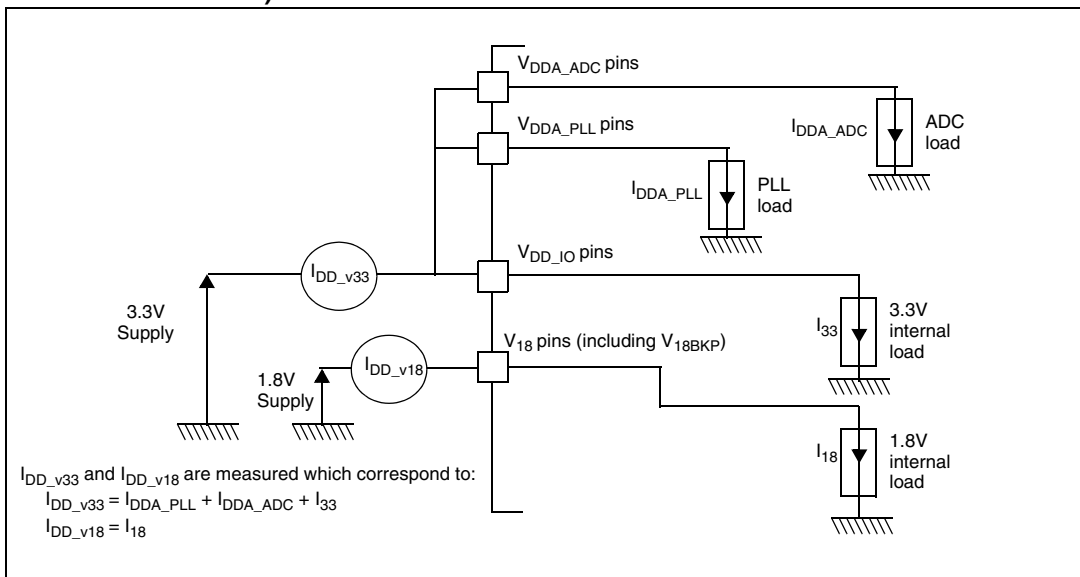 V_DDA_ADC pins
V_DDA_PLL pins
I_DDA_ADC
ADC
load
I_DDA_PLL
PLL
load
V_DD_IO pins
I_DD_v33
3.3V
Supply
I_33
3.3V
internal
load
V_18 pins (including V_18BKP)
I_DD_v18
1.8V
Supply
I_18
1.8V
internal
load
I_DD_v33 and I_DD_v18 are measured which correspond to:
I_DD_v33 = I_DDA_PLL + I_DDA_ADC + I_33
I_DD_v18 = I_18